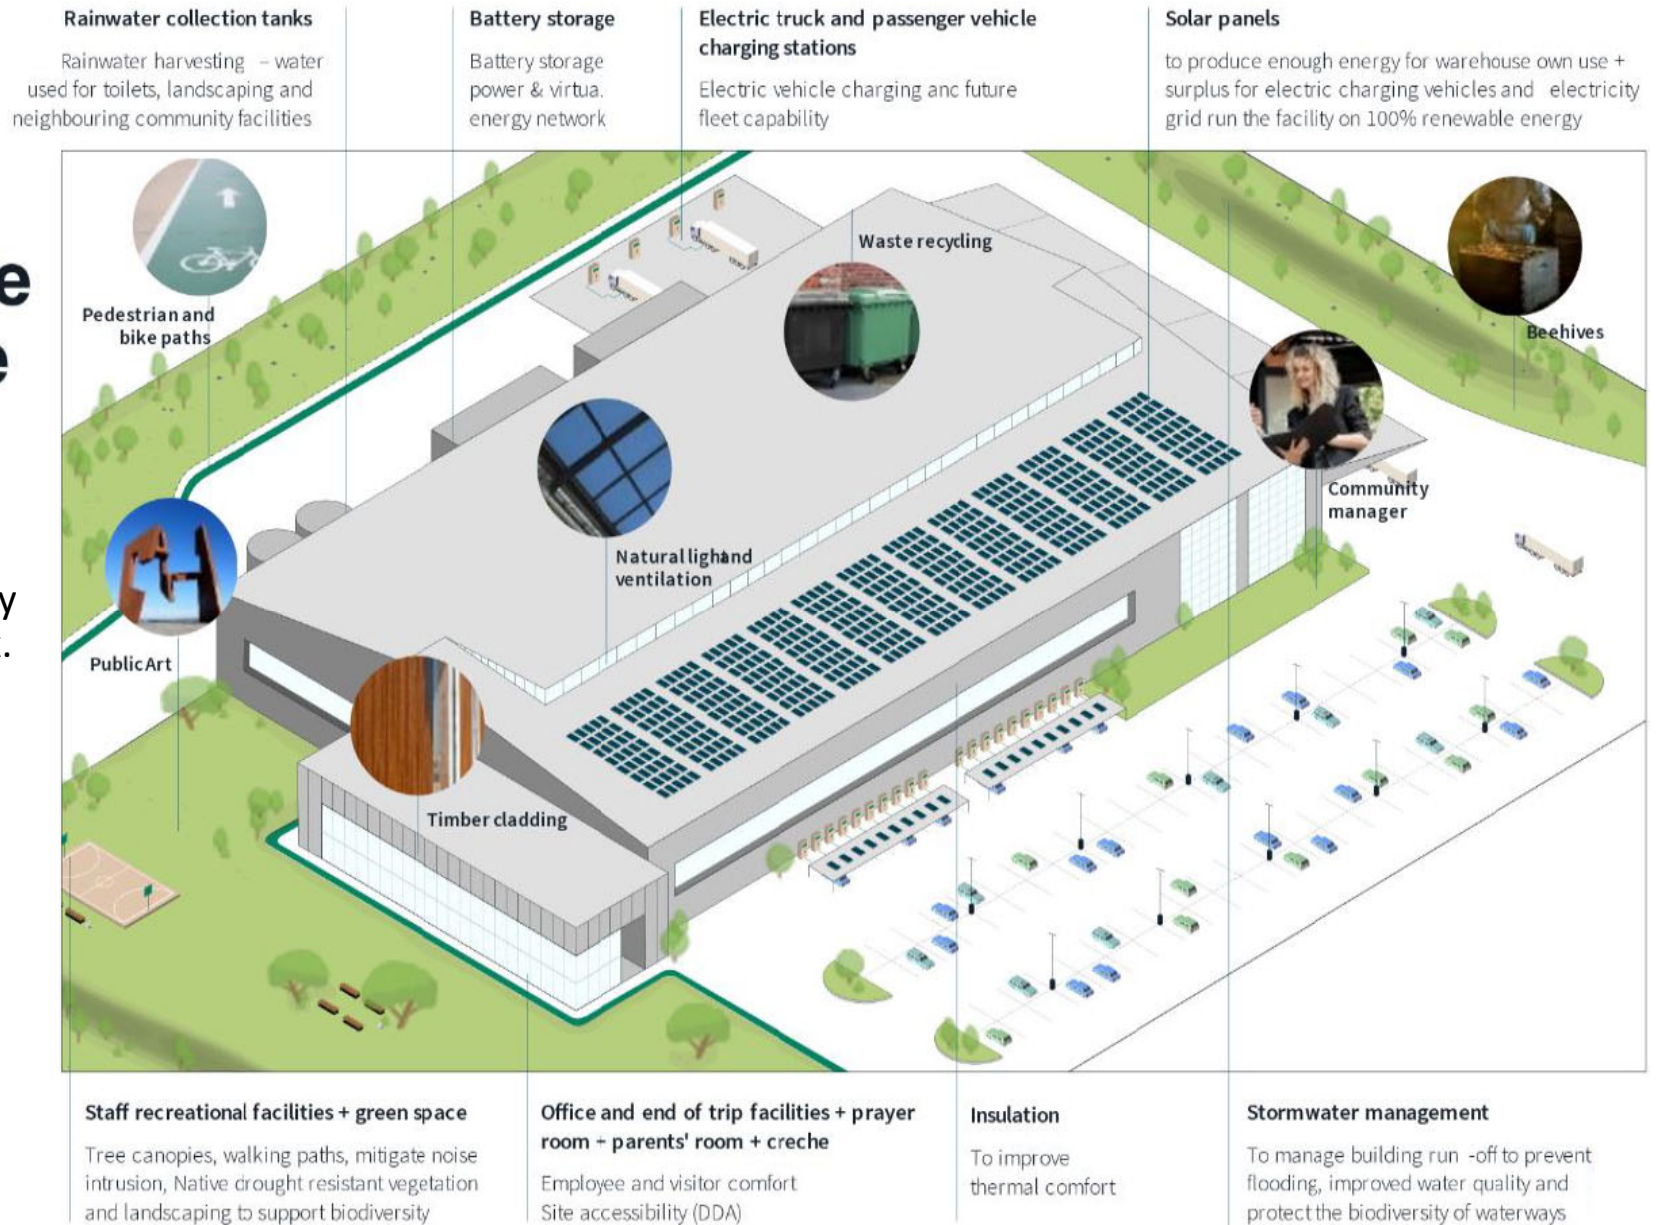 Rainwater collection tanks
Rainwater harvesting – water
used for toilets, landscaping and
neighbouring community facilities
Battery storage
Battery storage
power & virtua.
energy network
Electric truck and passenger vehicle
charging stations
Electric vehicle charging anc future
fleet capability
Solar panels
to produce enough energy for warehouse own use +
surplus for electric charging vehicles and electricity
grid run the facility on 100% renewable energy
e
e
y
.
Pedestrian and
bike paths
Waste recycling
Beehives
Community
manager
Natural light and
ventilation
Public Art
Timber cladding
Staff recreational facilities + green space
Tree canopies, walking paths, mitigate noise
intrusion, Native drought resistant vegetation
and landscaping to support biodiversity
Office and end of trip facilities + prayer
room + parents' room + creche
Employee and visitor comfort
Site accessibility (DDA)
Insulation
To improve
thermal comfort
Stormwater management
To manage building run -off to prevent
flooding, improved water quality and
protect the biodiversity of waterways